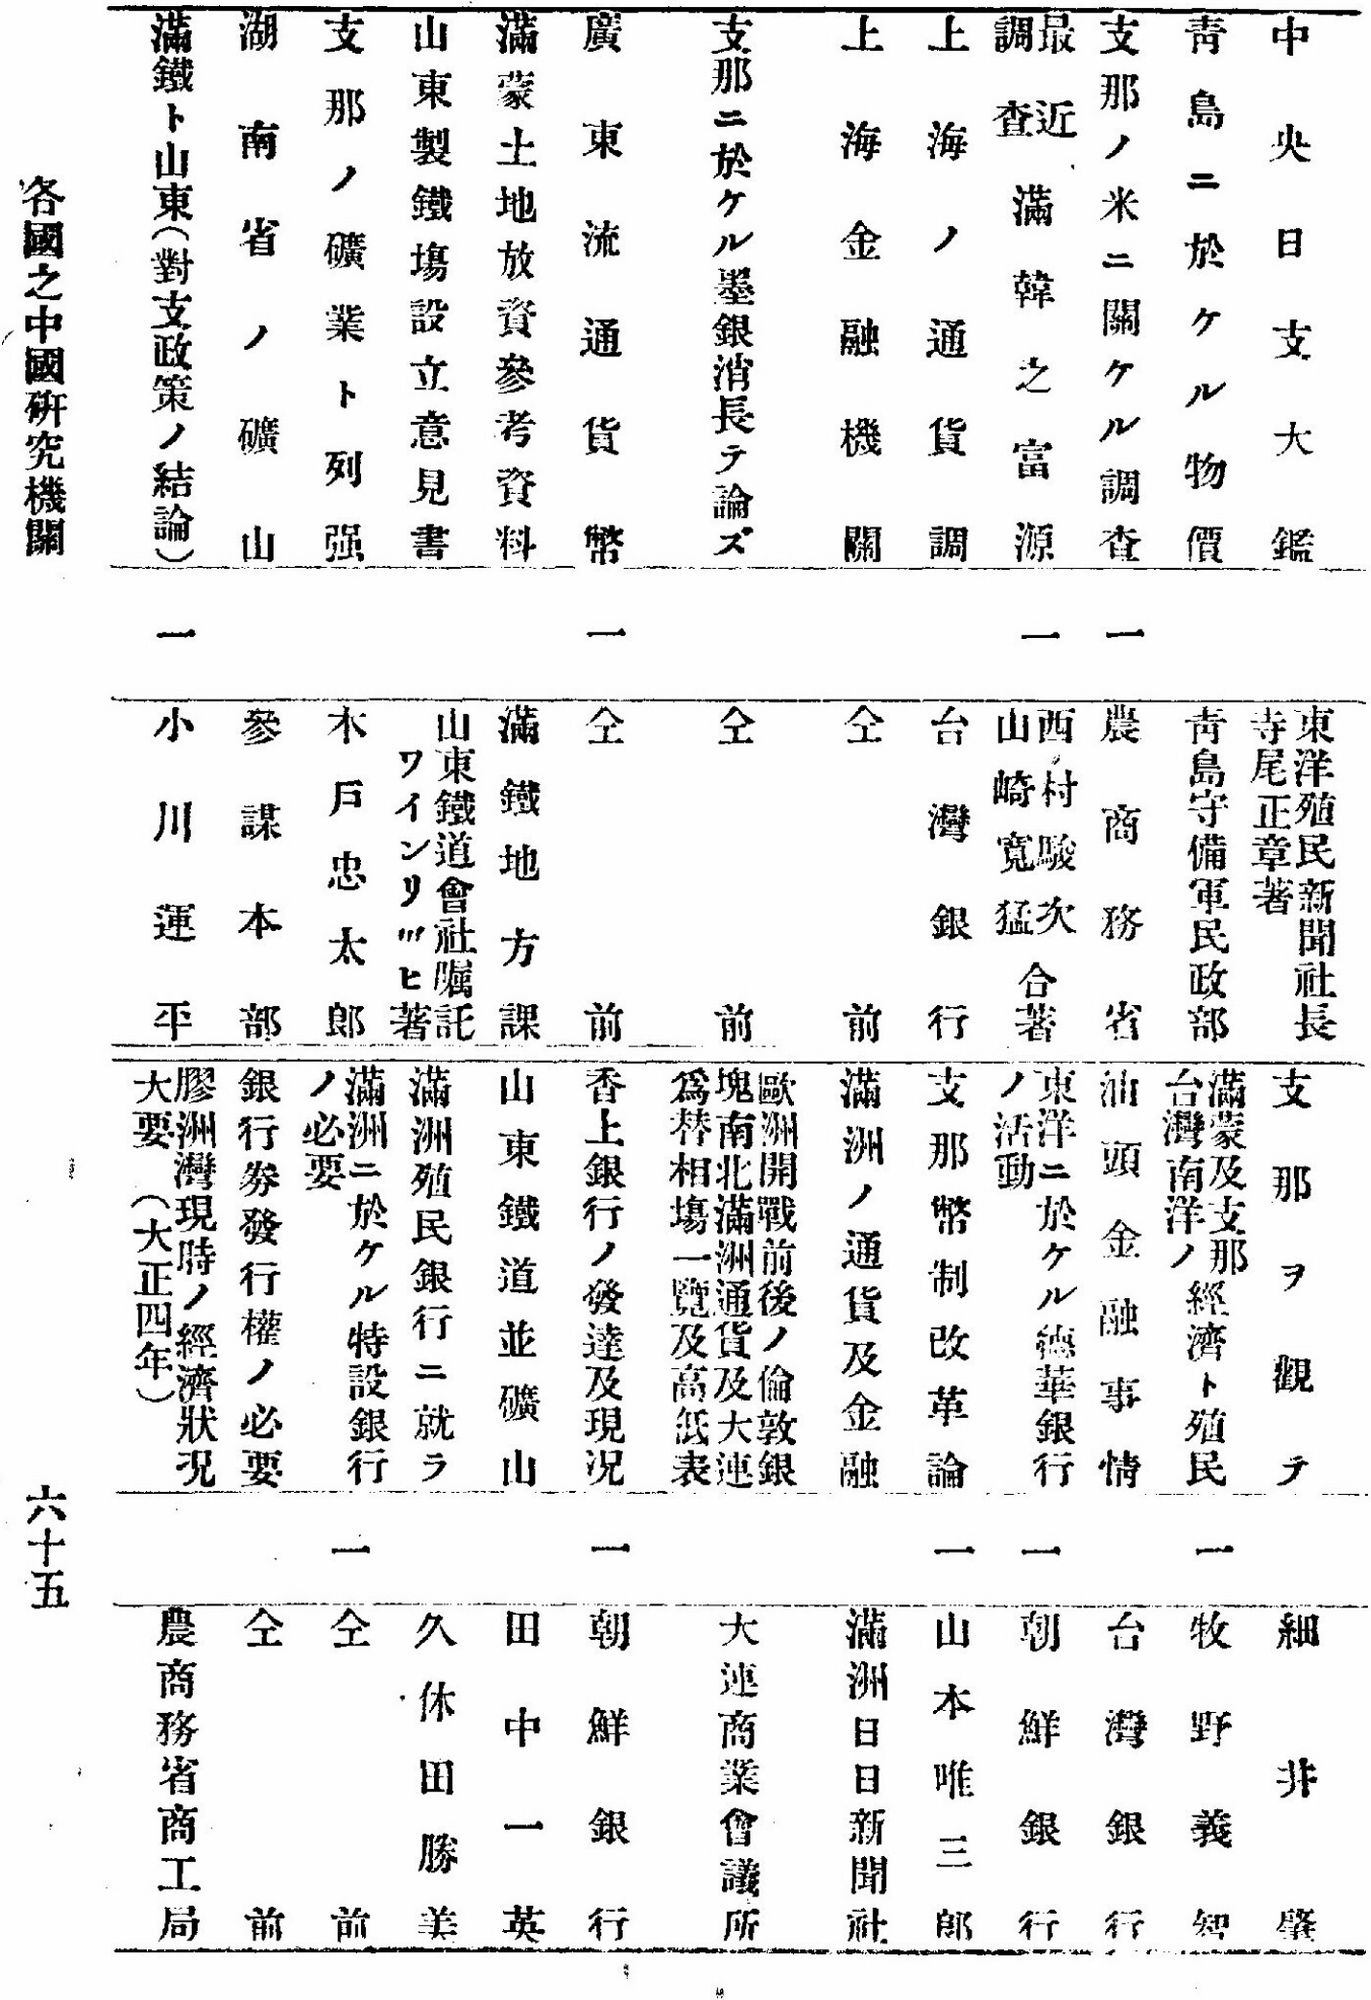 中央日支大鑑
東洋殖民新聞社長
寺尾正章著
靑島ニ於ケル物價
靑島守備軍民政部
支那ノ米ニ關ケル調査
一
農商務省
最近調査滿韓之富源
一
西ノ村駿次
山崎寬猛
合著
上海ノ通貨調
台灣銀行
上海金融機關
仝前
支那ニ於ケル墨銀消長テ論ズ
仝前
廣東流通貨幣
一
仝前
滿蒙土地放資參考資料
滿鐵地方課
山東製鐵場設立意見書
山東鐵道會社囑託
ワインリッヒ著
支那ノ礦業ト列强
木戶忠太郎
湖南省ノ礦山
參謀本部
滿鐵ト山東(對支政策ノ結論)
一
小川運平
支那ヲ觀テ
細井肇
滿蒙及支那
台灣南洋ノ
經濟ト殖民
一
牧野義智
汕頭金融事情
台灣銀行
東洋ニ於ケル德華銀行
ノ活動
一
朝鮮銀行
支那幣制改革論
一
山本唯三郎
滿洲ノ通貨及金融
滿洲日日新聞社
歐洲開戰前後ノ倫敦銀
塊南北滿洲通貨及大連
爲替相場一覽及高低表
大連商業會議所
香上銀行ノ發達及現況
一
朝鮮銀行
山東鐵道並礦山
田中一英
滿洲殖民銀行ニ就ラ
久休田勝美
滿洲ニ於ケル特設銀行
ノ必要
一
仝前
銀行券發行權ノ必要
仝前
膠洲灣現時ノ經濟狀況
大要(大正四年)
農商務省商工局
各國之中國硏究機關
六十五